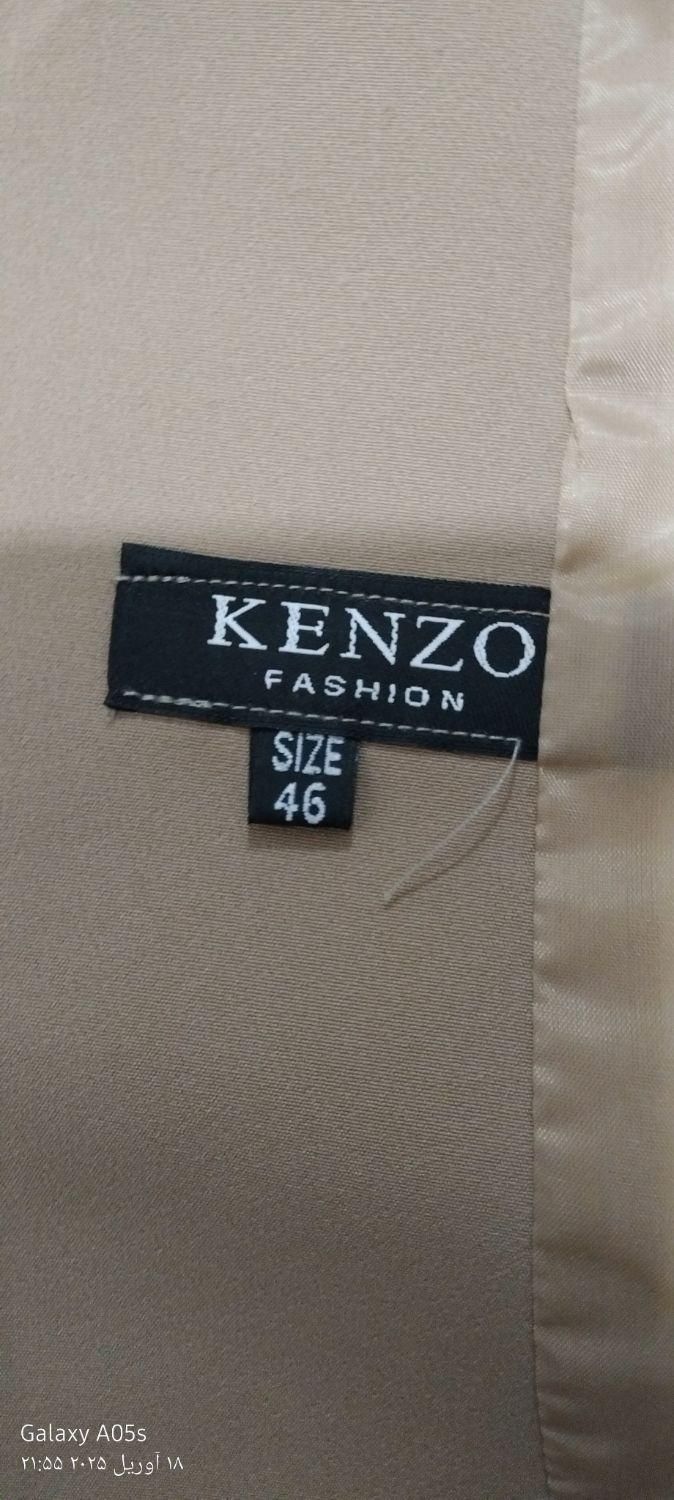 KENZO
FASHION
SIZE
46
Galaxy A05s
۱۸ آوریل ۲۰۲۵ ۲۱:۵۵